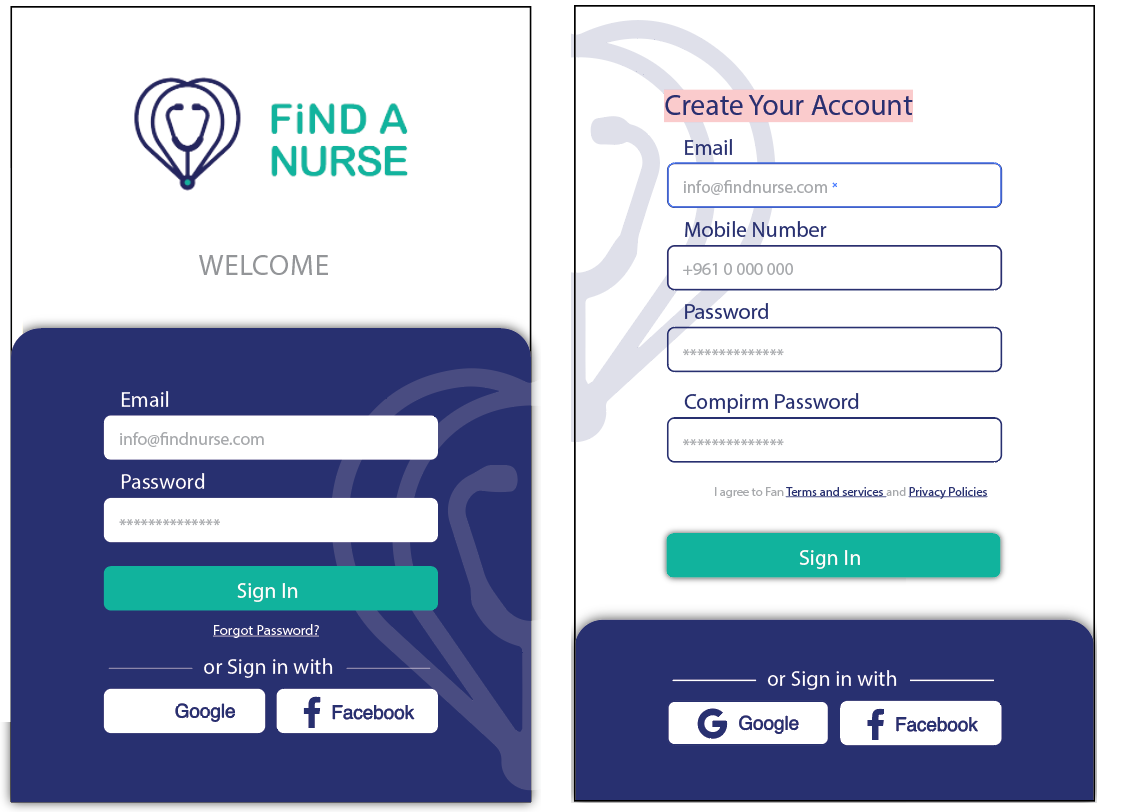 FiND A
NURSE
WELCOME
Email
info@findnurse.com
Password
**************
Sign In
Forgot Password?
or Sign in with
Google
Facebook
Create Your Account
Email
info@findnurse.com ×
Mobile Number
+961 0 000 000
Password
**************
Compirm Password
**************
I agree to Fan Terms and services and Privacy Policies
Sign In
or Sign in with
Google
Facebook